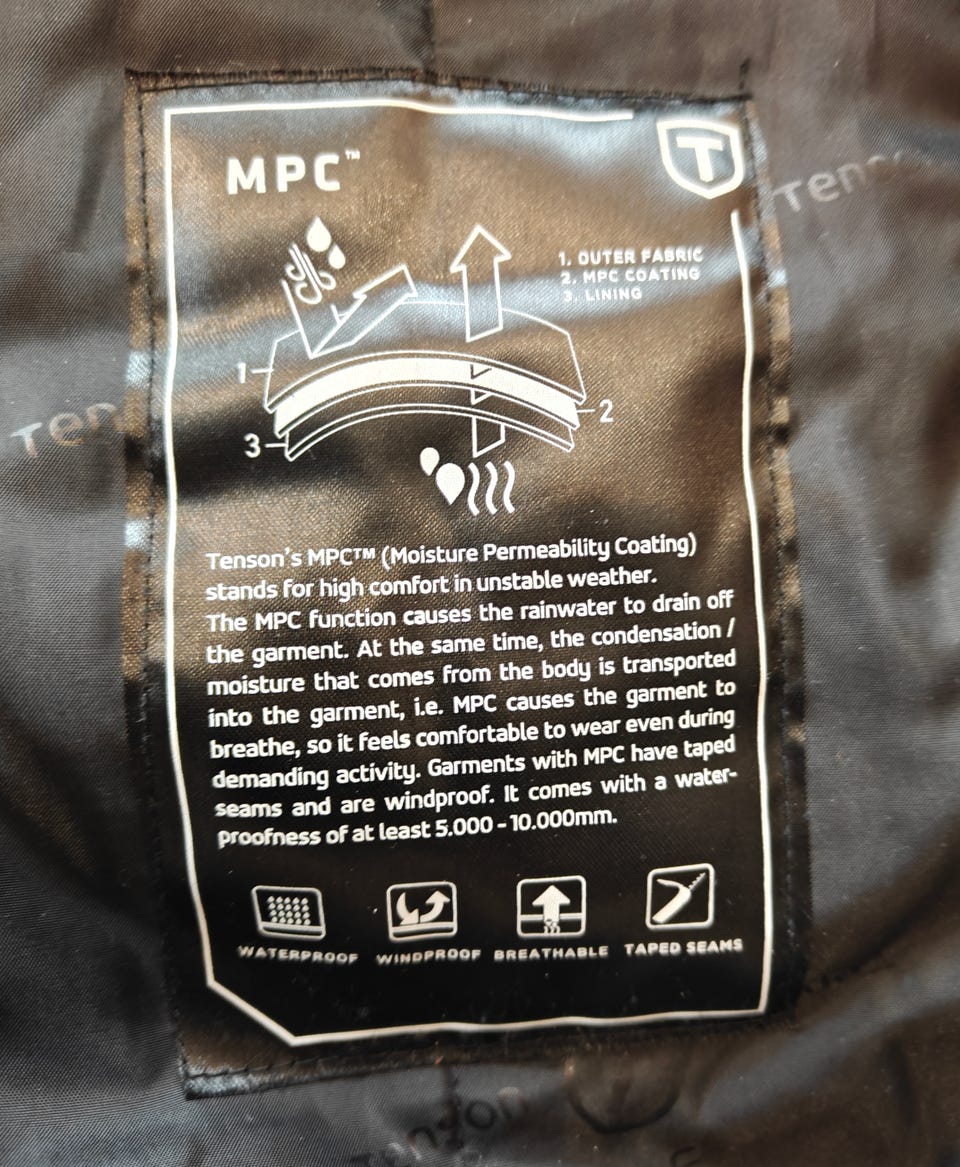 MPC™
T
Tenson
1. OUTER FABRIC
2. MPC COATING
3. LINING
1
2
3
Ten
Tenson's MPC™ (Moisture Permeability Coating)
stands for high comfort in unstable weather.
The MPC function causes the rainwater to drain off
the garment. At the same time, the condensation /
moisture that comes from the body is transported
into the garment, i.e. MPC causes the garment to
breathe, so it feels comfortable to wear even during
demanding activity. Garments with MPC have taped
seams and are windproof. It comes with a water-
proofness of at least 5.000 - 10.000mm.
WATERPROOF WINDPROOF BREATHABLE TAPED SEAMS
Tenson